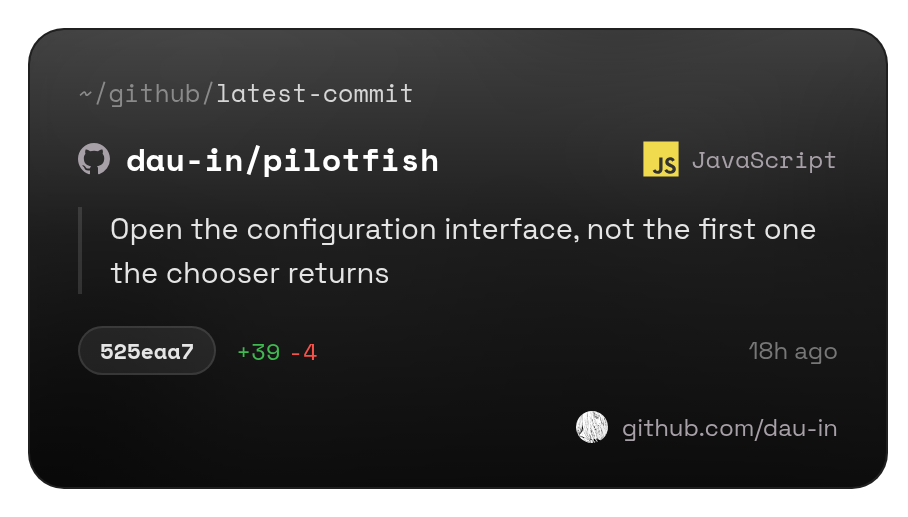 ~/github/latest-commit
dau-in/pilotfish
JS JavaScript
Open the configuration interface, not the first one
the chooser returns
525eaa7 +39 -4 18h ago
github.com/dau-in